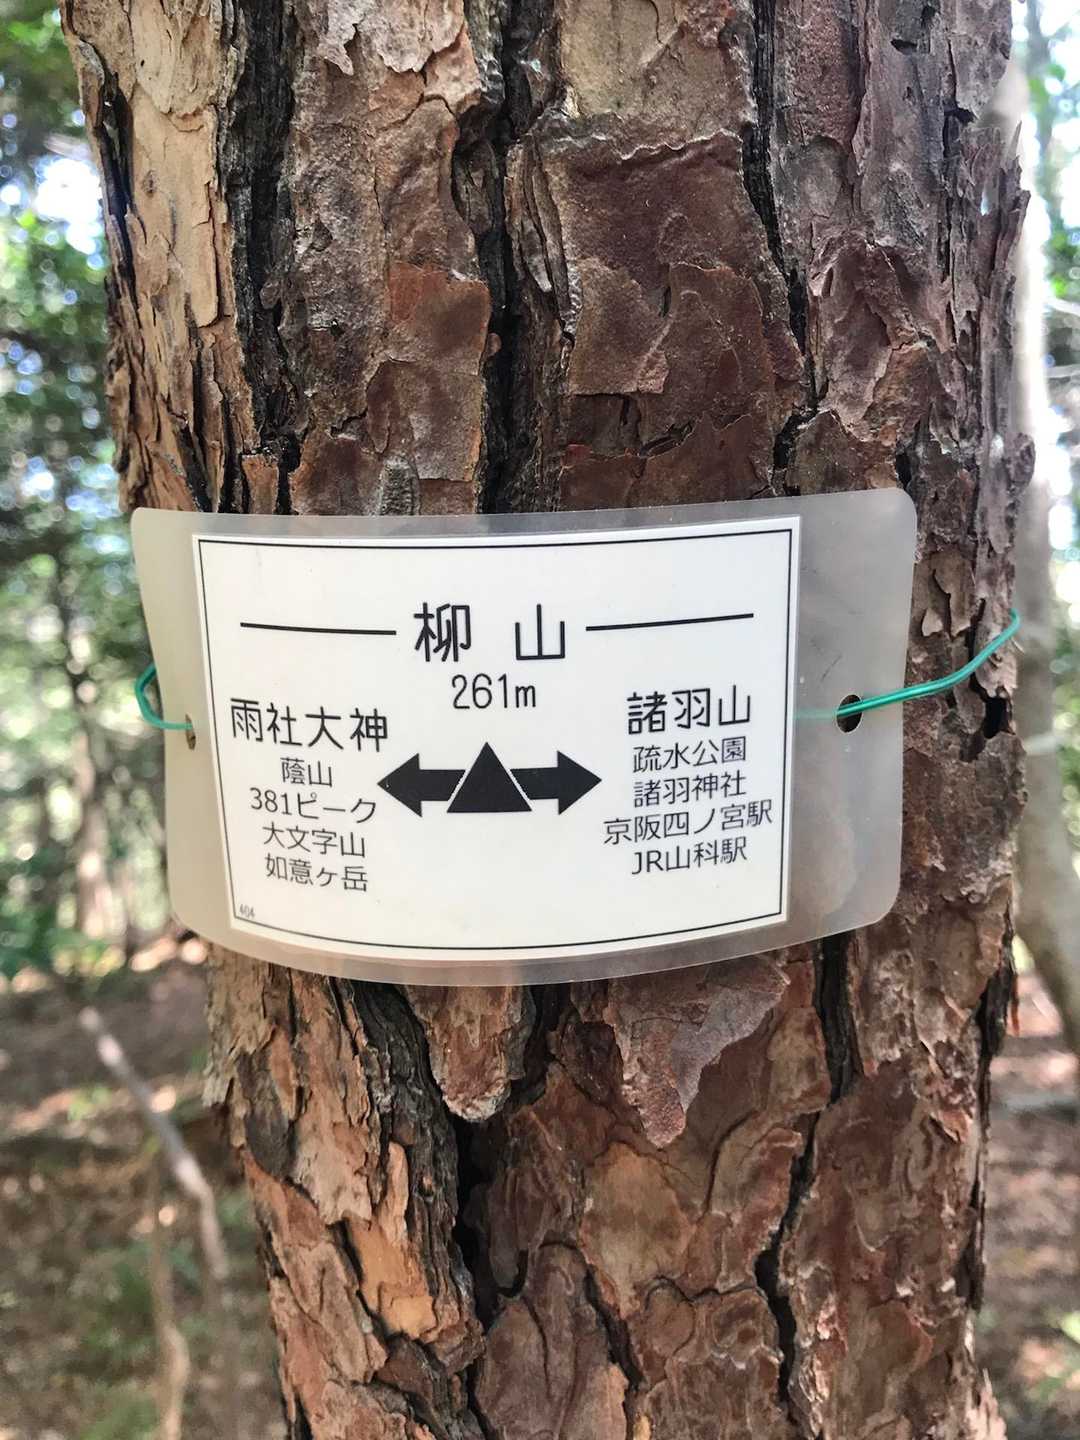 柳山
261m
雨社大神
蔭山
381ピーク
大文字山
如意ヶ岳
404
諸羽山
疏水公園
諸羽神社
京阪四ノ宮駅
JR山科駅